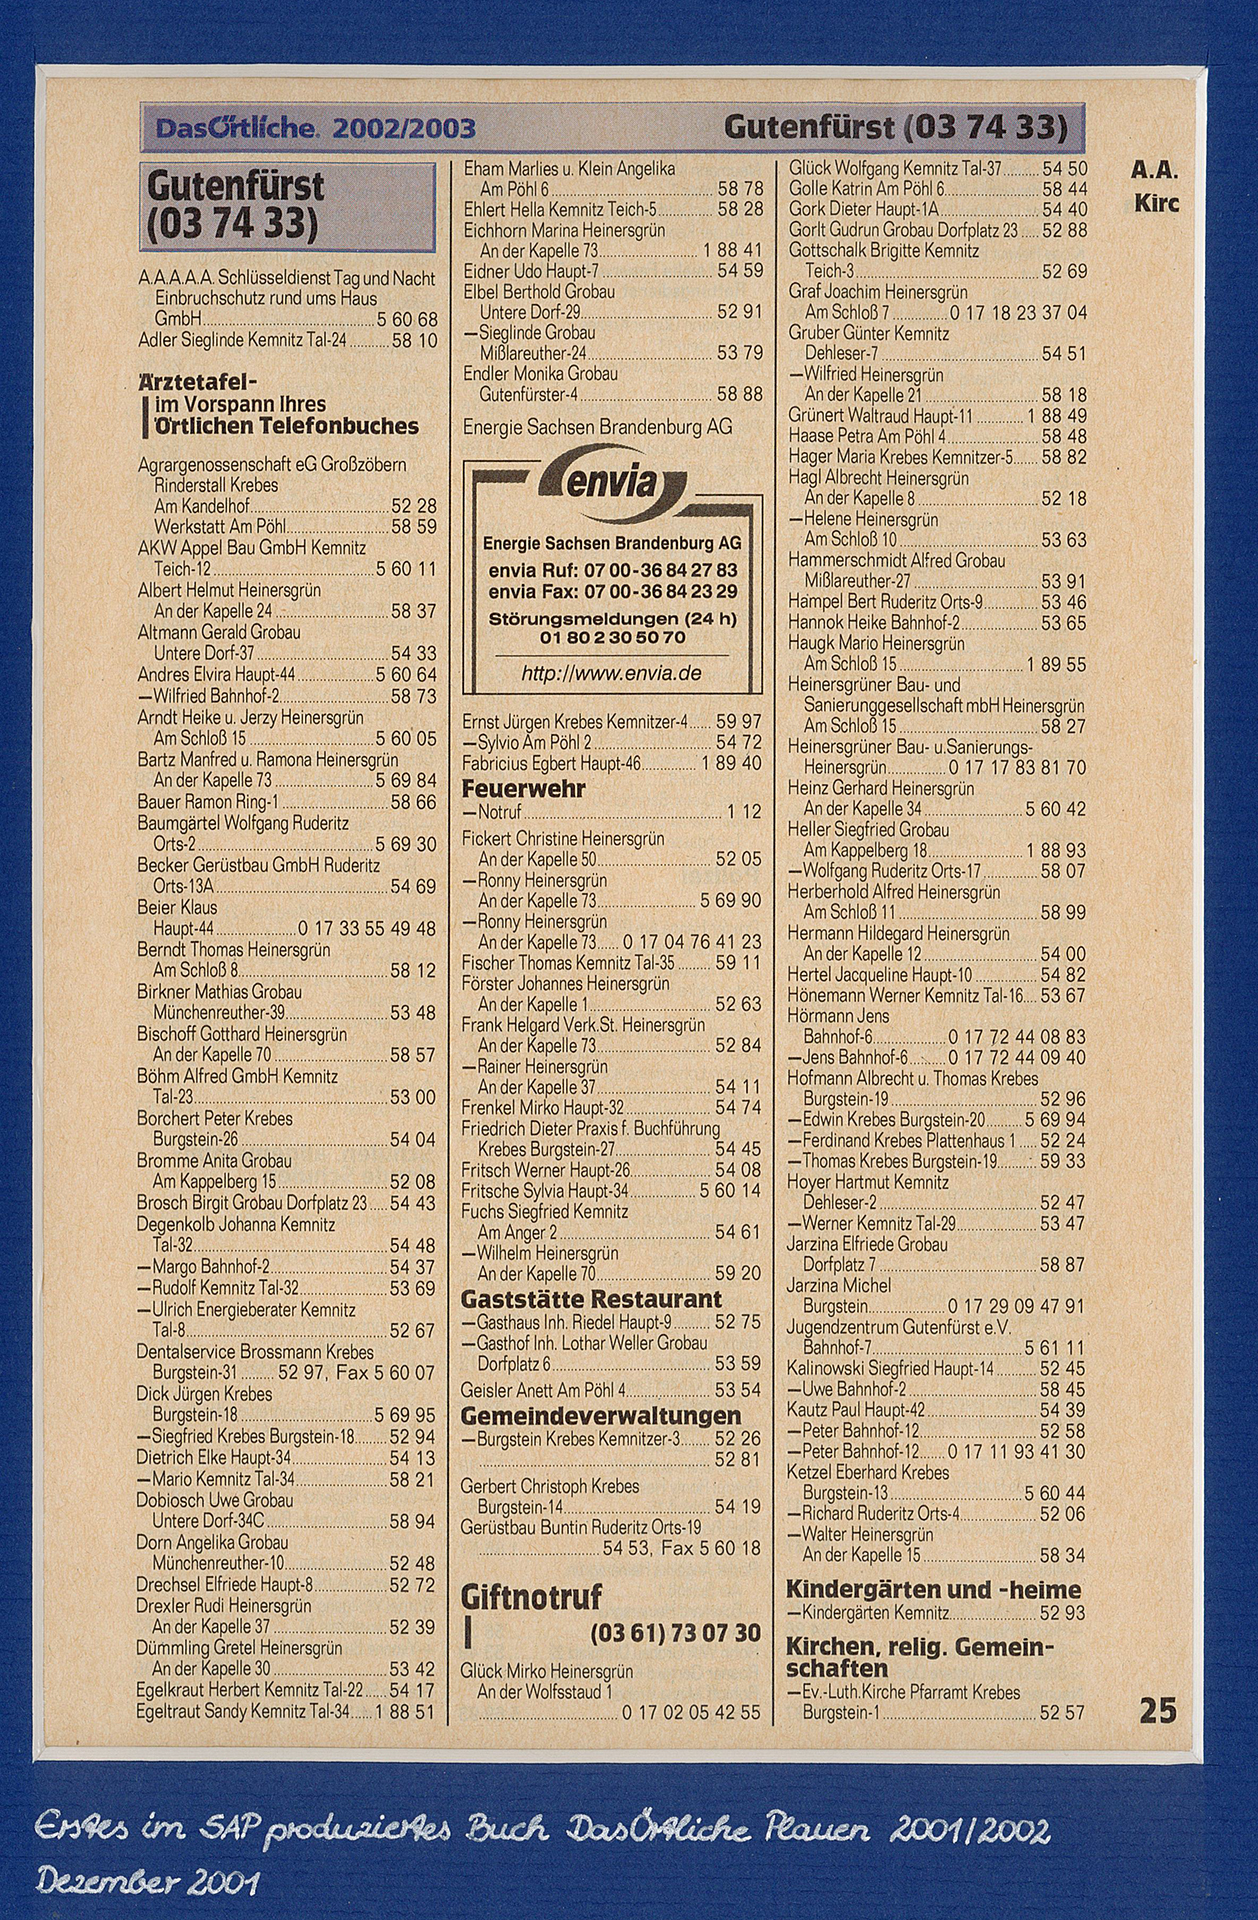 DasÖrtliche. 2002/2003
Gutenfürst (03 74 33)
A.A.
Kirc
Gutenfürst
(03 74 33)
A.A.A.A.A. Schlüsseldienst Tag und Nacht
Einbruchschutz rund ums Haus
GmbH 5 60 68
Adler Sieglinde Kemnitz Tal-24 58 10
Ärztetafel-
im Vorspann Ihres
Örtlichen Telefonbuches
Agrargenossenschaft eG Großzöbern
Rinderstall Krebes
Am Kandelhof 52 28
Werkstatt Am Pöhl 58 59
AKW Appel Bau GmbH Kemnitz
Teich-12 5 60 11
Albert Helmut Heinersgrün
An der Kapelle 24 58 37
Altmann Gerald Grobau
Untere Dorf-37 54 33
Andres Elvira Haupt-44 5 60 64
—Wilfried Bahnhof-2 58 73
Arndt Heike u. Jerzy Heinersgrün
Am Schloß 15 5 60 05
Bartz Manfred u. Ramona Heinersgrün
An der Kapelle 73 5 69 84
Bauer Ramon Ring-1 58 66
Baumgärtel Wolfgang Ruderitz
Orts-2 5 69 30
Becker Gerüstbau GmbH Ruderitz
Orts-13A 54 69
Beier Klaus
Haupt-44 0 17 33 55 49 48
Berndt Thomas Heinersgrün
Am Schloß 8 58 12
Birkner Mathias Grobau
Münchenreuther-39 53 48
Bischoff Gotthard Heinersgrün
An der Kapelle 70 58 57
Böhm Alfred GmbH Kemnitz
Tal-23 53 00
Borchert Peter Krebes
Burgstein-26 54 04
Bromme Anita Grobau
Am Kappelberg 15 52 08
Brosch Birgit Grobau Dorfplatz 23 54 43
Degenkolb Johanna Kemnitz
Tal-32 54 48
—Margo Bahnhof-2 54 37
—Rudolf Kemnitz Tal-32 53 69
—Ulrich Energieberater Kemnitz
Tal-8 52 67
Dentalservice Brossmann Krebes
Burgstein-31 52 97, Fax 5 60 07
Dick Jürgen Krebes
Burgstein-18 5 69 95
—Siegfried Krebes Burgstein-18 52 94
Dietrich Elke Haupt-34 54 13
—Mario Kemnitz Tal-34 58 21
Dobiosch Uwe Grobau
Untere Dorf-34C 58 94
Dorn Angelika Grobau
Münchenreuther-10 52 48
Drechsel Elfriede Haupt-8 52 72
Drexler Rudi Heinersgrün
An der Kapelle 37 52 39
Dümmling Gretel Heinersgrün
An der Kapelle 30 53 42
Egelkraut Herbert Kemnitz Tal-22 54 17
Egeltraut Sandy Kemnitz Tal-34 1 88 51
Eham Marlies u. Klein Angelika
Am Pöhl 6 58 78
Ehlert Hella Kemnitz Teich-5 58 28
Eichhorn Marina Heinersgrün
An der Kapelle 73 1 88 41
Eidner Udo Haupt-7 54 59
Elbel Berthold Grobau
Untere Dorf-29 52 91
—Sieglinde Grobau
Mißlareuther-24 53 79
Endler Monika Grobau
Gutenfürster-4 58 88
Energie Sachsen Brandenburg AG
envia
Energie Sachsen Brandenburg AG
envia Ruf: 07 00-36 84 27 83
envia Fax: 07 00-36 84 23 29
Störungsmeldungen (24 h)
01 80 2 30 50 70
http://www.envia.de
Ernst Jürgen Krebes Kemnitzer-4 59 97
—Sylvio Am Pöhl 2 54 72
Fabricius Egbert Haupt-46 1 89 40
Feuerwehr
—Notruf 1 12
Fickert Christine Heinersgrün
An der Kapelle 50 52 05
—Ronny Heinersgrün
An der Kapelle 73 5 69 90
—Ronny Heinersgrün
An der Kapelle 73 0 17 04 76 41 23
Fischer Thomas Kemnitz Tal-35 59 11
Förster Johannes Heinersgrün
An der Kapelle 1 52 63
Frank Helgard Verk.St. Heinersgrün
An der Kapelle 73 52 84
—Rainer Heinersgrün
An der Kapelle 37 54 11
Frenkel Mirko Haupt-32 54 74
Friedrich Dieter Praxis f. Buchführung
Krebes Burgstein-27 54 45
Fritsch Werner Haupt-26 54 08
Fritsche Sylvia Haupt-34 5 60 14
Fuchs Siegfried Kemnitz
Am Anger 2 54 61
—Wilhelm Heinersgrün
An der Kapelle 70 59 20
Gaststätte Restaurant
—Gasthaus Inh. Riedel Haupt-9 52 75
—Gasthof Inh. Lothar Weller Grobau
Dorfplatz 6 53 59
Geisler Anett Am Pöhl 4 53 54
Gemeindeverwaltungen
—Burgstein Krebes Kemnitzer-3 52 26
52 81
Gerbert Christoph Krebes
Burgstein-14 54 19
Gerüstbau Buntin Ruderitz Orts-19
54 53, Fax 5 60 18
Giftnotruf
(03 61) 73 07 30
Glück Mirko Heinersgrün
An der Wolfsstaud 1
0 17 02 05 42 55
Glück Wolfgang Kemnitz Tal-37 54 50
Golle Katrin Am Pöhl 6 58 44
Gork Dieter Haupt-1A 54 40
Gorlt Gudrun Grobau Dorfplatz 23 52 88
Gottschalk Brigitte Kemnitz
Teich-3 52 69
Graf Joachim Heinersgrün
Am Schloß 7 0 17 18 23 37 04
Gruber Günter Kemnitz
Dehleser-7 54 51
—Wilfried Heinersgrün
An der Kapelle 21 58 18
Grünert Waltraud Haupt-11 1 88 49
Haase Petra Am Pöhl 4 58 48
Hager Maria Krebes Kemnitzer-5 58 82
Hagl Albrecht Heinersgrün
An der Kapelle 8 52 18
—Helene Heinersgrün
Am Schloß 10 53 63
Hammerschmidt Alfred Grobau
Mißlareuther-27 53 91
Hampel Bert Ruderitz Orts-9 53 46
Hannok Heike Bahnhof-2 53 65
Haugk Mario Heinersgrün
Am Schloß 15 1 89 55
Heinersgrüner Bau- und
Sanierunggesellschaft mbH Heinersgrün
Am Schloß 15 58 27
Heinersgrüner Bau- u.Sanierungs-
Heinersgrün 0 17 17 83 81 70
Heinz Gerhard Heinersgrün
An der Kapelle 34 5 60 42
Heller Siegfried Grobau
Am Kappelberg 18 1 88 93
—Wolfgang Ruderitz Orts-17 58 07
Herberhold Alfred Heinersgrün
Am Schloß 11 58 99
Hermann Hildegard Heinersgrün
An der Kapelle 12 54 00
Hertel Jacqueline Haupt-10 54 82
Hönemann Werner Kemnitz Tal-16 53 67
Hörmann Jens
Bahnhof-6 0 17 72 44 08 83
—Jens Bahnhof-6 0 17 72 44 09 40
Hofmann Albrecht u. Thomas Krebes
Burgstein-19 52 96
—Edwin Krebes Burgstein-20 5 69 94
—Ferdinand Krebes Plattenhaus 1 52 24
—Thomas Krebes Burgstein-19 59 33
Hoyer Hartmut Kemnitz
Dehleser-2 52 47
—Werner Kemnitz Tal-29 53 47
Jarzina Elfriede Grobau
Dorfplatz 7 58 87
Jarzina Michel
Burgstein 0 17 29 09 47 91
Jugendzentrum Gutenfürst e.V.
Bahnhof-7 5 61 11
Kalinowski Siegfried Haupt-14 52 45
—Uwe Bahnhof-2 58 45
Kautz Paul Haupt-42 54 39
—Peter Bahnhof-12 52 58
—Peter Bahnhof-12 0 17 11 93 41 30
Ketzel Eberhard Krebes
Burgstein-13 5 60 44
—Richard Ruderitz Orts-4 52 06
—Walter Heinersgrün
An der Kapelle 15 58 34
Kindergärten und -heime
—Kindergärten Kemnitz 52 93
Kirchen, relig. Gemein-
schaften
—Ev.-Luth.Kirche Pfarramt Krebes
Burgstein-1 52 57
25
Erstes im SAP produziertes Buch DasÖrtliche Plauen 2001/2002
Dezember 2001